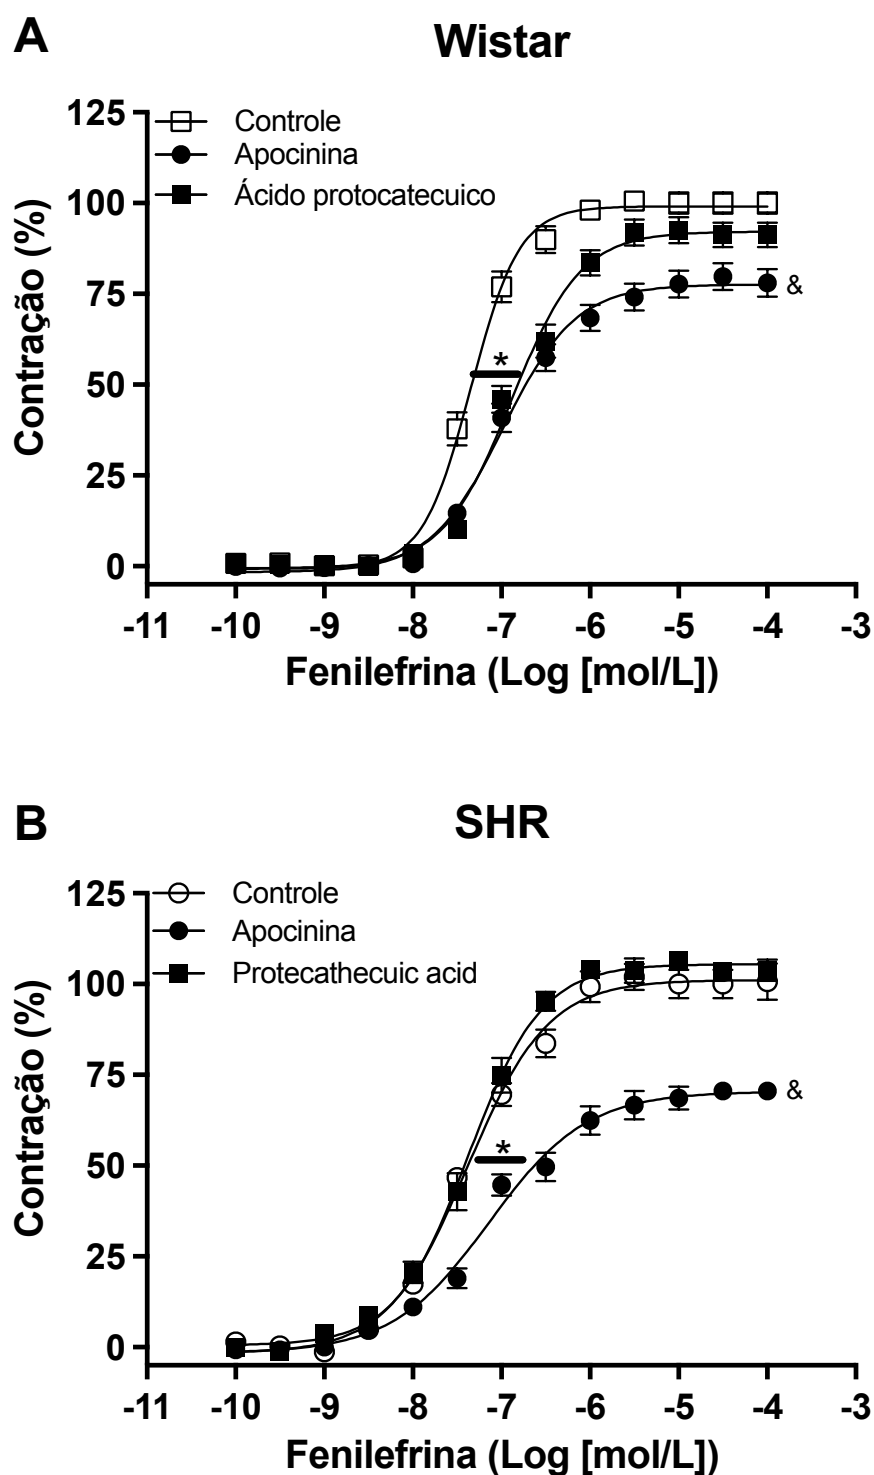 A
Wistar
125
100
75
50
25
0
Contração (%)
Controle
Apocinina
Ácido protocatecuico
*
&
-11 -10 -9 -8 -7 -6 -5 -4 -3
Fenilefrina (Log [mol/L])
B
SHR
125
100
75
50
25
0
Contração (%)
Controle
Apocinina
Protecathecuic acid
*
&
-11 -10 -9 -8 -7 -6 -5 -4 -3
Fenilefrina (Log [mol/L])